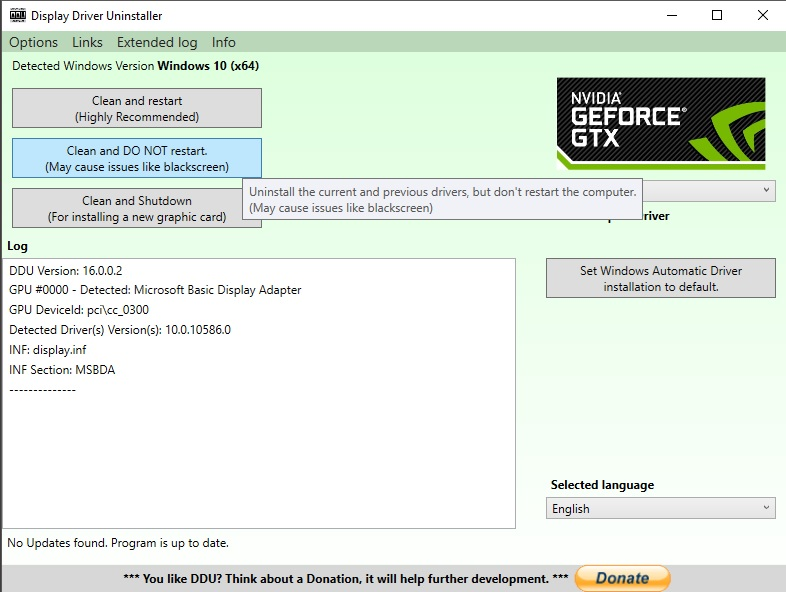 Display Driver Uninstaller
Options Links Extended log Info
Detected Windows Version Windows 10 (x64)
Clean and restart
(Highly Recommended)
Clean and DO NOT restart.
(May cause issues like blackscreen)
Clean and Shutdown
(For installing a new graphic card)
Uninstall the current and previous drivers, but don't restart the computer.
(May cause issues like blackscreen)
NVIDIA®
GEFORCE®
GTX
Log
DDU Version: 16.0.0.2
GPU #0000 - Detected: Microsoft Basic Display Adapter
GPU DeviceId: pci\cc_0300
Detected Driver(s) Version(s): 10.0.10586.0
INF: display.inf
INF Section: MSBDA
--------------
Set Windows Automatic Driver
installation to default.
Selected language
English
No Updates found. Program is up to date.
*** You like DDU? Think about a Donation, it will help further development. ***
Donate